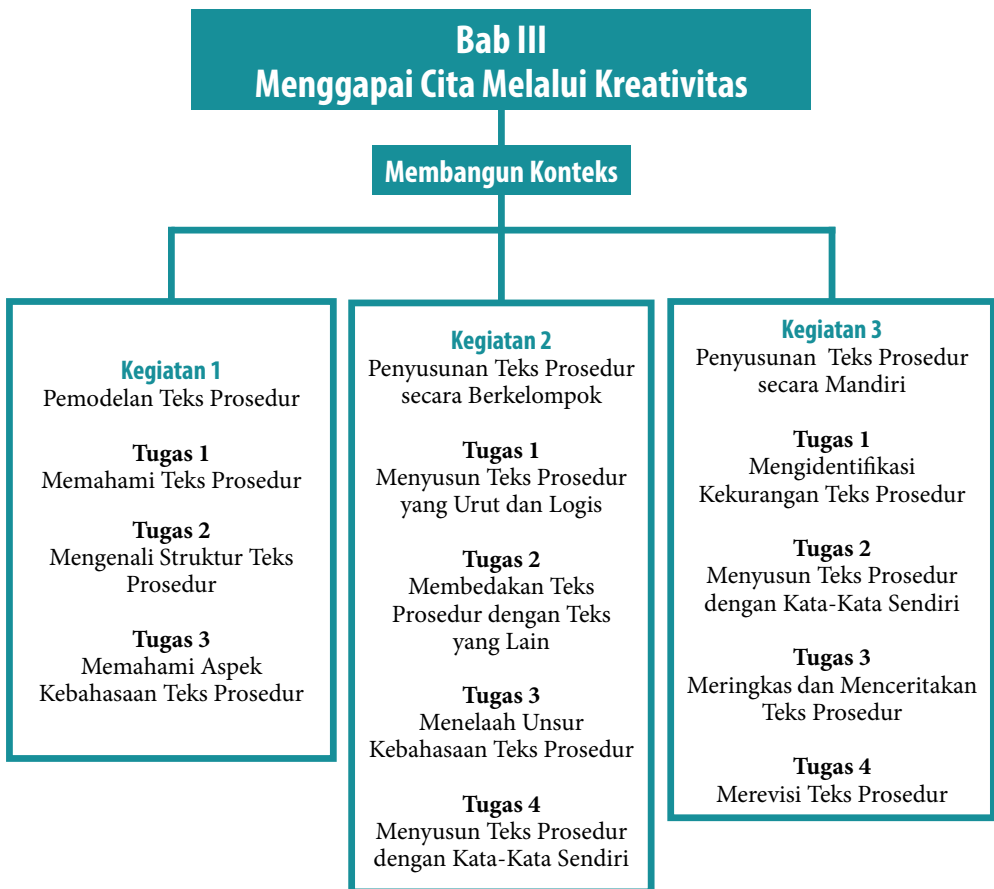 Bab III
Menggapai Cita Melalui Kreativitas
Membangun Konteks
Kegiatan 1
Pemodelan Teks Prosedur
Tugas 1
Memahami Teks Prosedur
Tugas 2
Mengenali Struktur Teks
Prosedur
Tugas 3
Memahami Aspek
Kebahasaan Teks Prosedur
Kegiatan 2
Penyusunan Teks Prosedur
secara Berkelompok
Tugas 1
Menyusun Teks Prosedur
yang Urut dan Logis
Tugas 2
Membedakan Teks
Prosedur dengan Teks
yang Lain
Tugas 3
Menelaah Unsur
Kebahasaan Teks Prosedur
Tugas 4
Menyusun Teks Prosedur
dengan Kata-Kata Sendiri
Kegiatan 3
Penyusunan Teks Prosedur
secara Mandiri
Tugas 1
Mengidentifikasi
Kekurangan Teks Prosedur
Tugas 2
Menyusun Teks Prosedur
dengan Kata-Kata Sendiri
Tugas 3
Meringkas dan Menceritakan
Teks Prosedur
Tugas 4
Merevisi Teks Prosedur